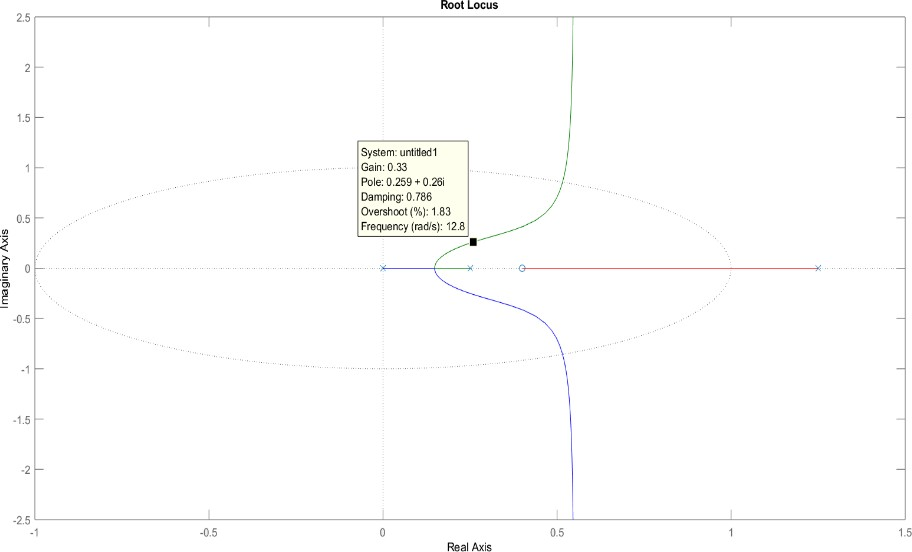 Root Locus
2.5
2
1.5
1
0.5
0
-0.5
-1
-1.5
-2
-2.5
Imaginary Axis
System: untitled1
Gain: 0.33
Pole: 0.259 + 0.26i
Damping: 0.786
Overshoot (%): 1.83
Frequency (rad/s): 12.8
-1 -0.5 0 0.5 1 1.5
Real Axis